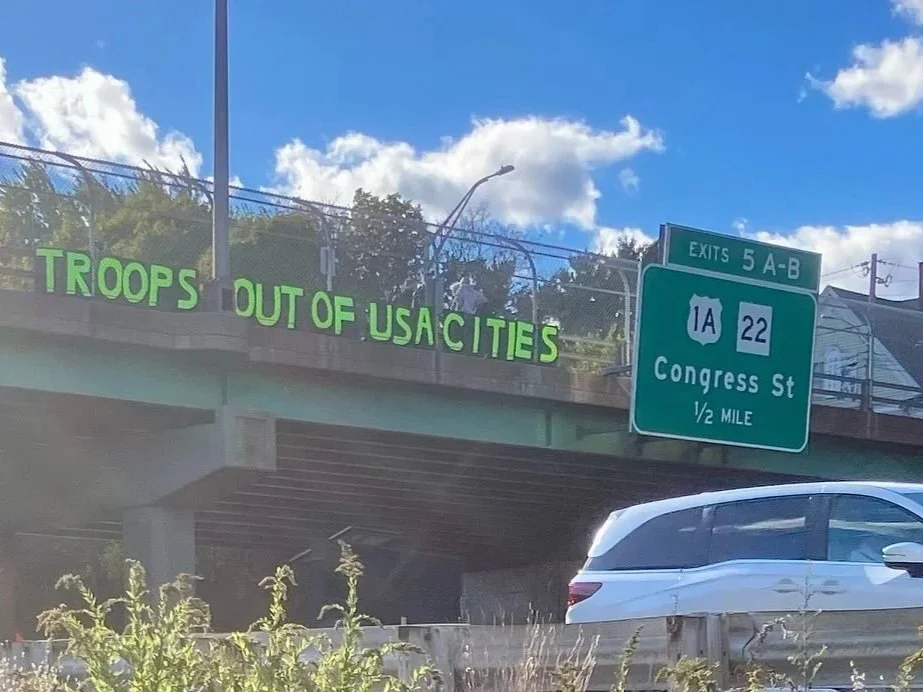 TROOPS OUT OF USA CITIES
EXITS 5 A-B
1A 22
Congress St
1/2 MILE